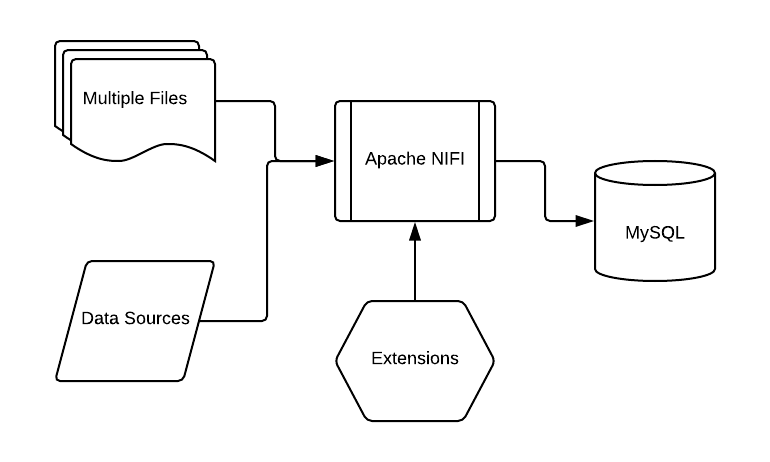 Multiple Files
Apache NIFI
MySQL
Data Sources
Extensions